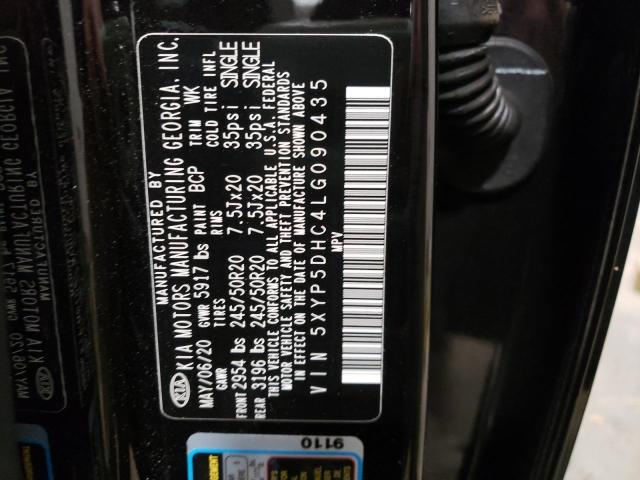 MANUFACTURED BY
KIA KIA MOTORS MANUFACTURING GEORGIA, INC.
MAY/06/20 GVWR 5917 lbs PAINT BCP TRIM WK
GAWR TIRES RIMS COLD TIRE INFL
FRONT 2954 lbs 245/50R20 7.5Jx20 35psi SINGLE
REAR 3196 lbs 245/50R20 7.5Jx20 35psi SINGLE
THIS VEHICLE CONFORMS TO ALL APPLICABLE U.S.A. FEDERAL
MOTOR VEHICLE SAFETY AND THEFT PREVENTION STANDARDS
IN EFFECT ON THE DATE OF MANUFACTURE SHOWN ABOVE
VIN 5XYP5DHC4LG090435
MPV
9110